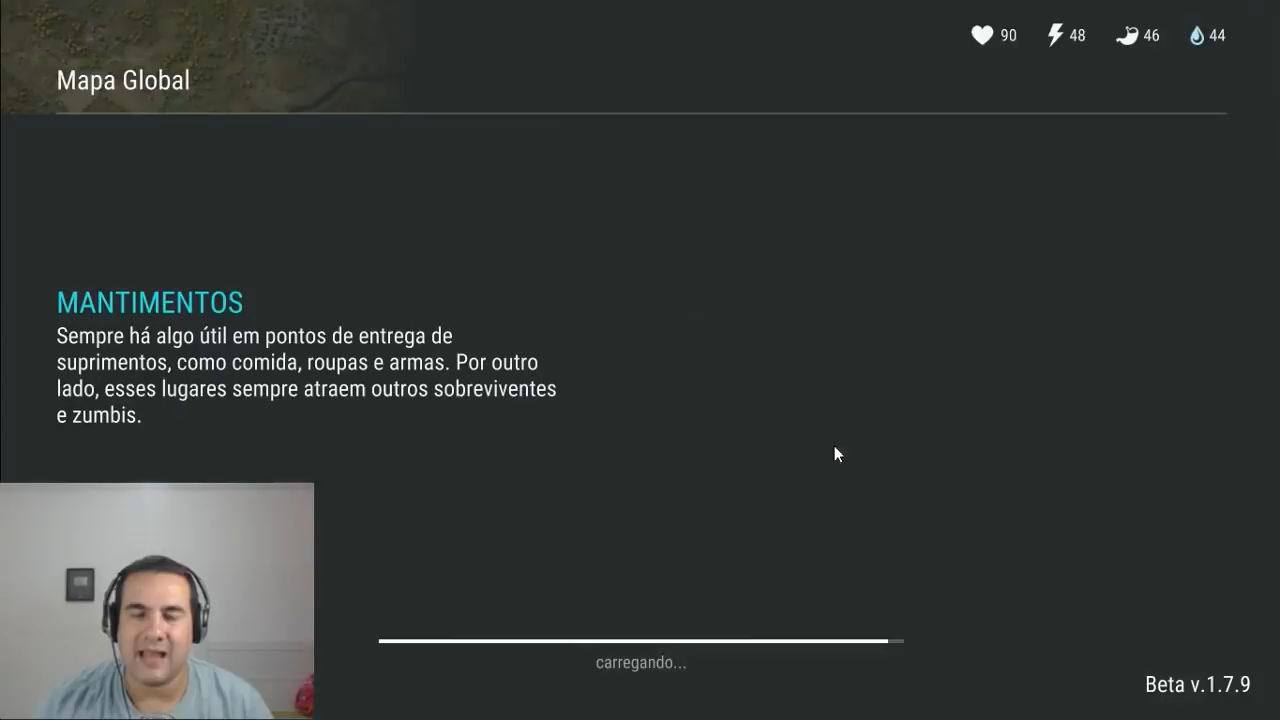 90 48 46 44
Mapa Global
MANTIMENTOS
Sempre há algo útil em pontos de entrega de
suprimentos, como comida, roupas e armas. Por outro
lado, esses lugares sempre atraem outros sobreviventes
e zumbis.
carregando...
Beta v.1.7.9